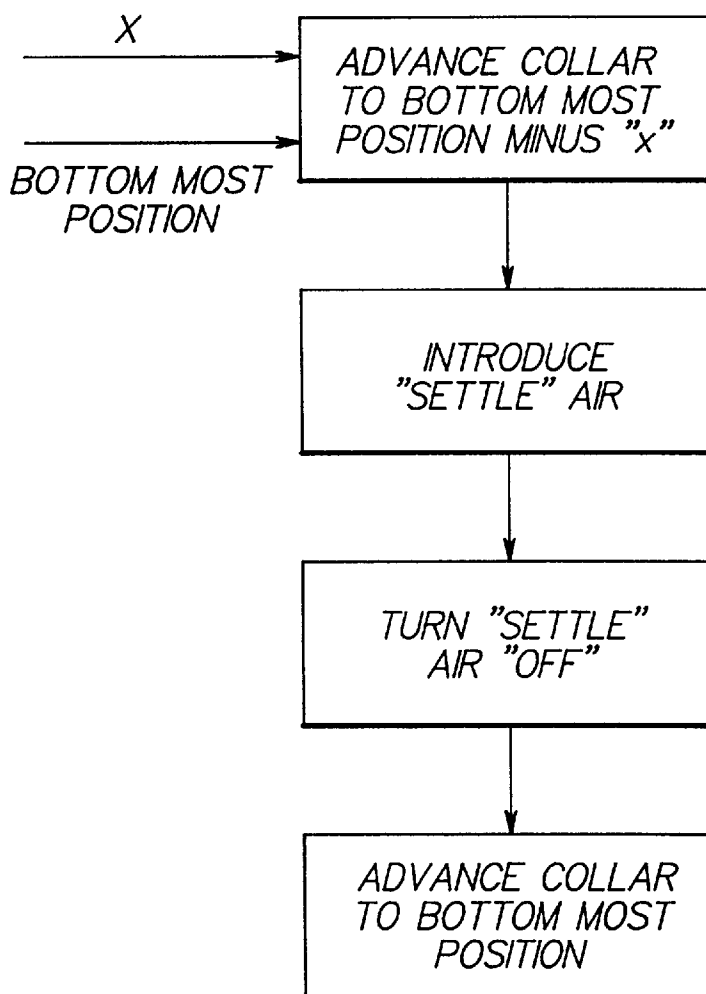 X
BOTTOM MOST
POSITION
ADVANCE COLLAR
TO BOTTOM MOST
POSITION MINUS "x"
INTRODUCE
"SETTLE" AIR
TURN "SETTLE"
AIR "OFF"
ADVANCE COLLAR
TO BOTTOM MOST
POSITION